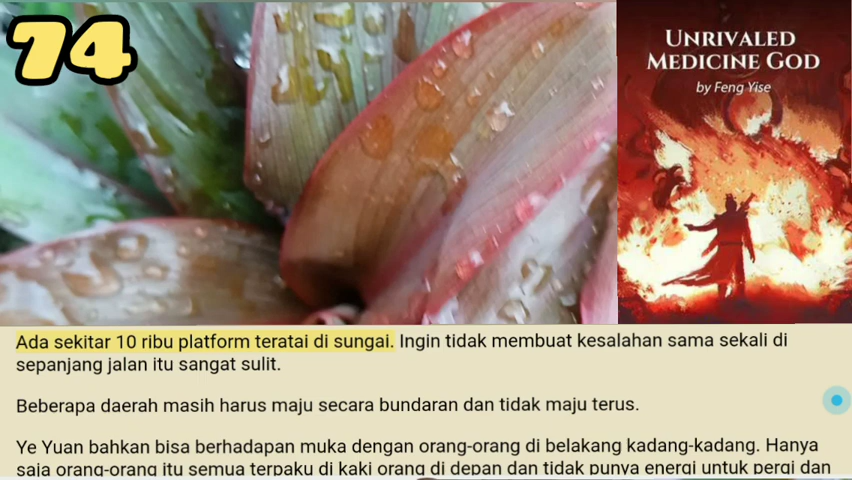 74
UNRIVALED
MEDICINE GOD
by Feng Yise
Ada sekitar 10 ribu platform teratai di sungai. Ingin tidak membuat kesalahan sama sekali di
sepanjang jalan itu sangat sulit.
Beberapa daerah masih harus maju secara bundaran dan tidak maju terus.
Ye Yuan bahkan bisa berhadapan muka dengan orang-orang di belakang kadang-kadang. Hanya
saja orang-orang itu semua terpaku di kaki orang di depan dan tidak punya energi untuk pergi dan